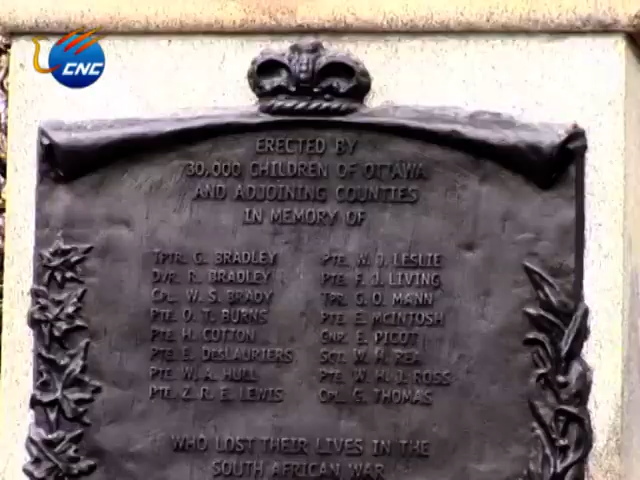 CNC
ERECTED BY
30,000 CHILDREN OF OTTAWA
AND ADJOINING COUNTIES
IN MEMORY OF
TPTR. G. BRADLEY PTE. W. J. LESLIE
DVR. R. BRADLEY PTE. F. J. LIVING
CPL. W. S. BRADY TPR. G. O. MANN
PTE. O. T. BURNS PTE. E. MCINTOSH
PTE. H. COTTON GNR. E. PICOT
PTE. E. DESLAURIERS SGT. W. H. REA
PTE. W. A. HULL PTE. W. H. J. ROSS
PTE. Z. R. E. LEWIS CPL. G. THOMAS
WHO LOST THEIR LIVES IN THE
SOUTH AFRICAN WAR